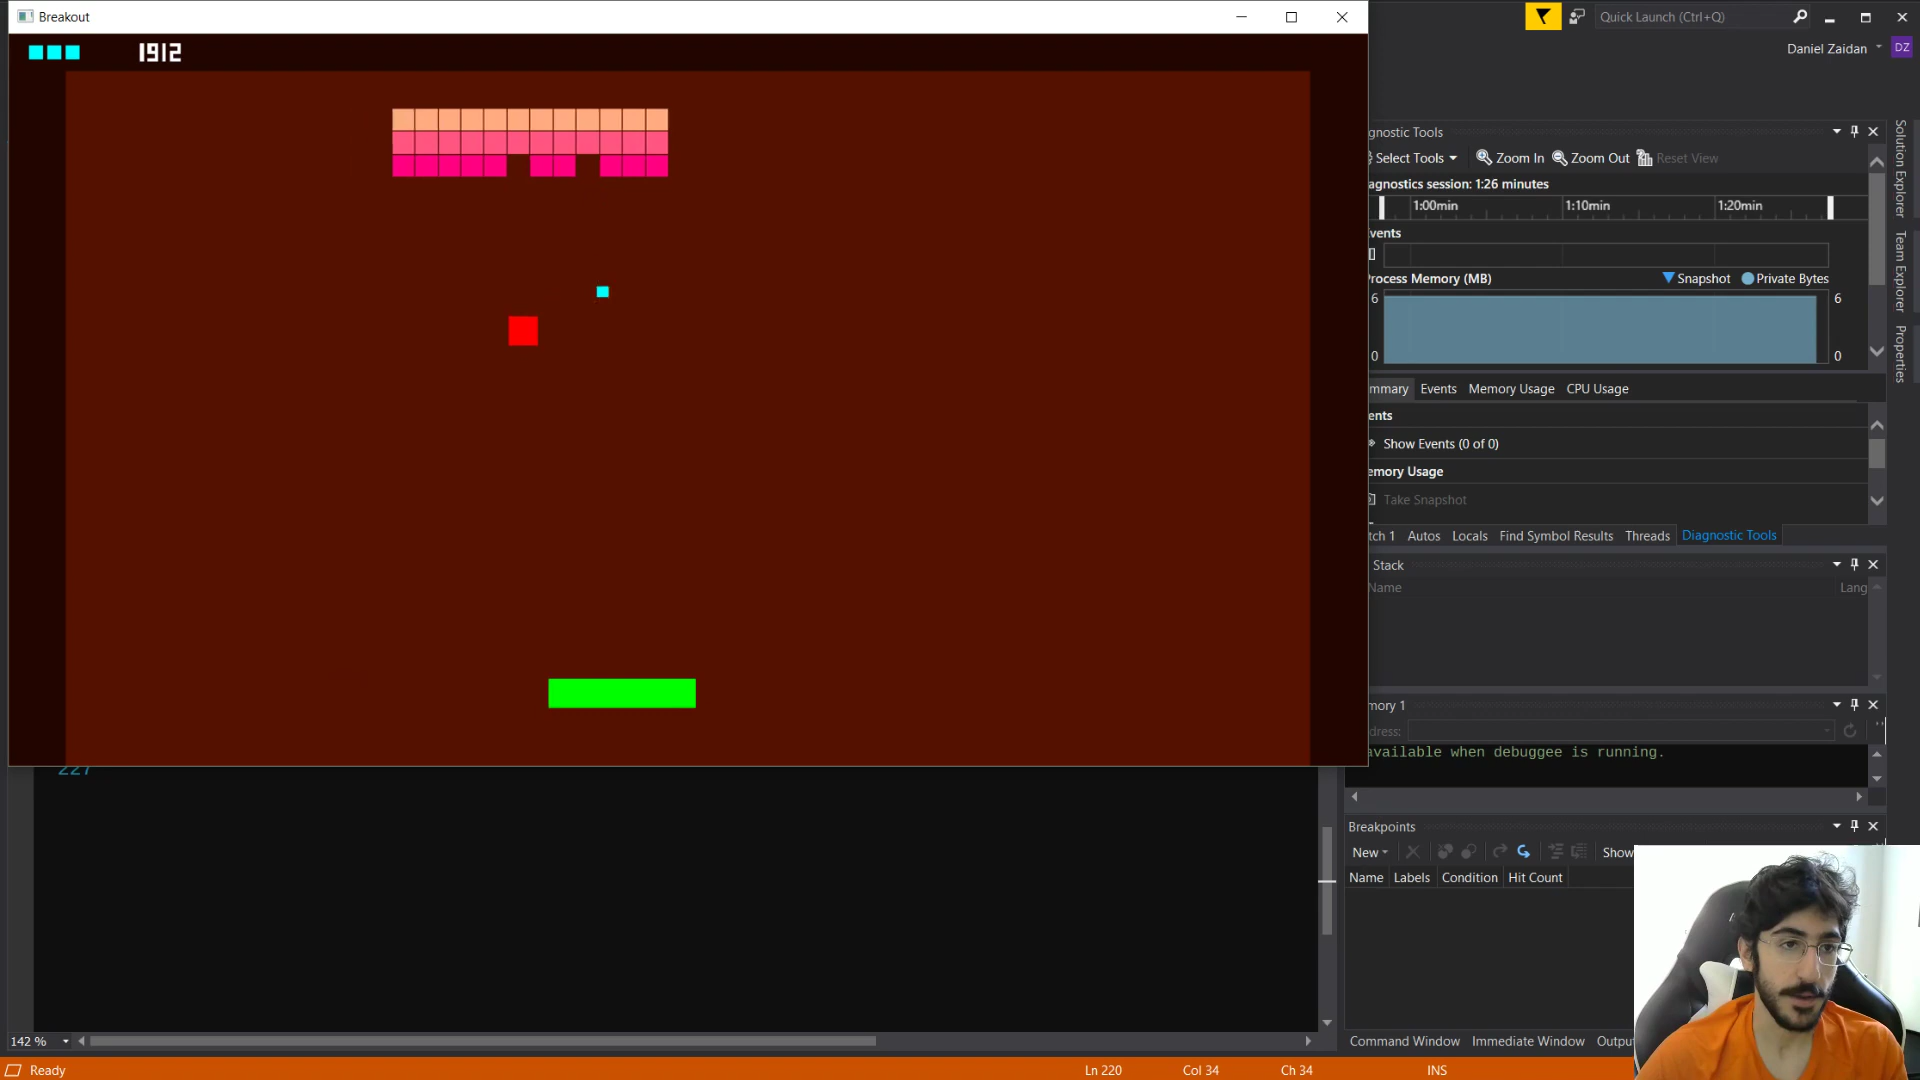 Breakout
Quick Launch (Ctrl+Q)
Daniel Zaidan
DZ
1912
gnostic Tools
Select Tools
Zoom In
Zoom Out
Reset View
agnostics session: 1:26 minutes
1:00min
1:10min
1:20min
vents
rocess Memory (MB)
Snapshot
Private Bytes
6
6
0
0
mmary
Events
Memory Usage
CPU Usage
ents
Show Events (0 of 0)
emory Usage
Take Snapshot
tch 1
Autos
Locals
Find Symbol Results
Threads
Diagnostic Tools
Stack
Name
Lang
mory 1
dress:
available when debuggee is running.
227
Breakpoints
New
Show
Name
Labels
Condition
Hit Count
Solution Explorer
Team Explorer
Properties
142 %
Command Window
Immediate Window
Outpu
Ready
Ln 220
Col 34
Ch 34
INS